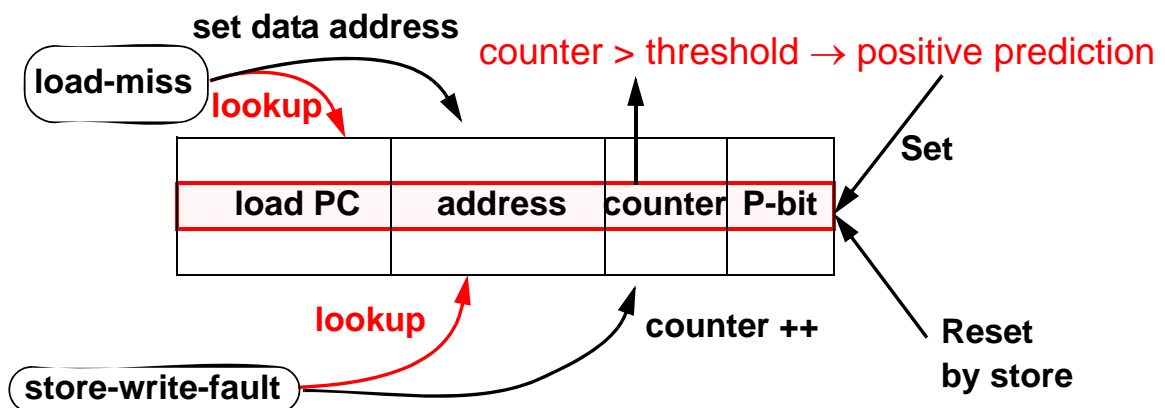 set data address
counter > threshold → positive prediction
load-miss
lookup
Set
load PC address counter P-bit
lookup
counter ++
Reset
by store
store-write-fault